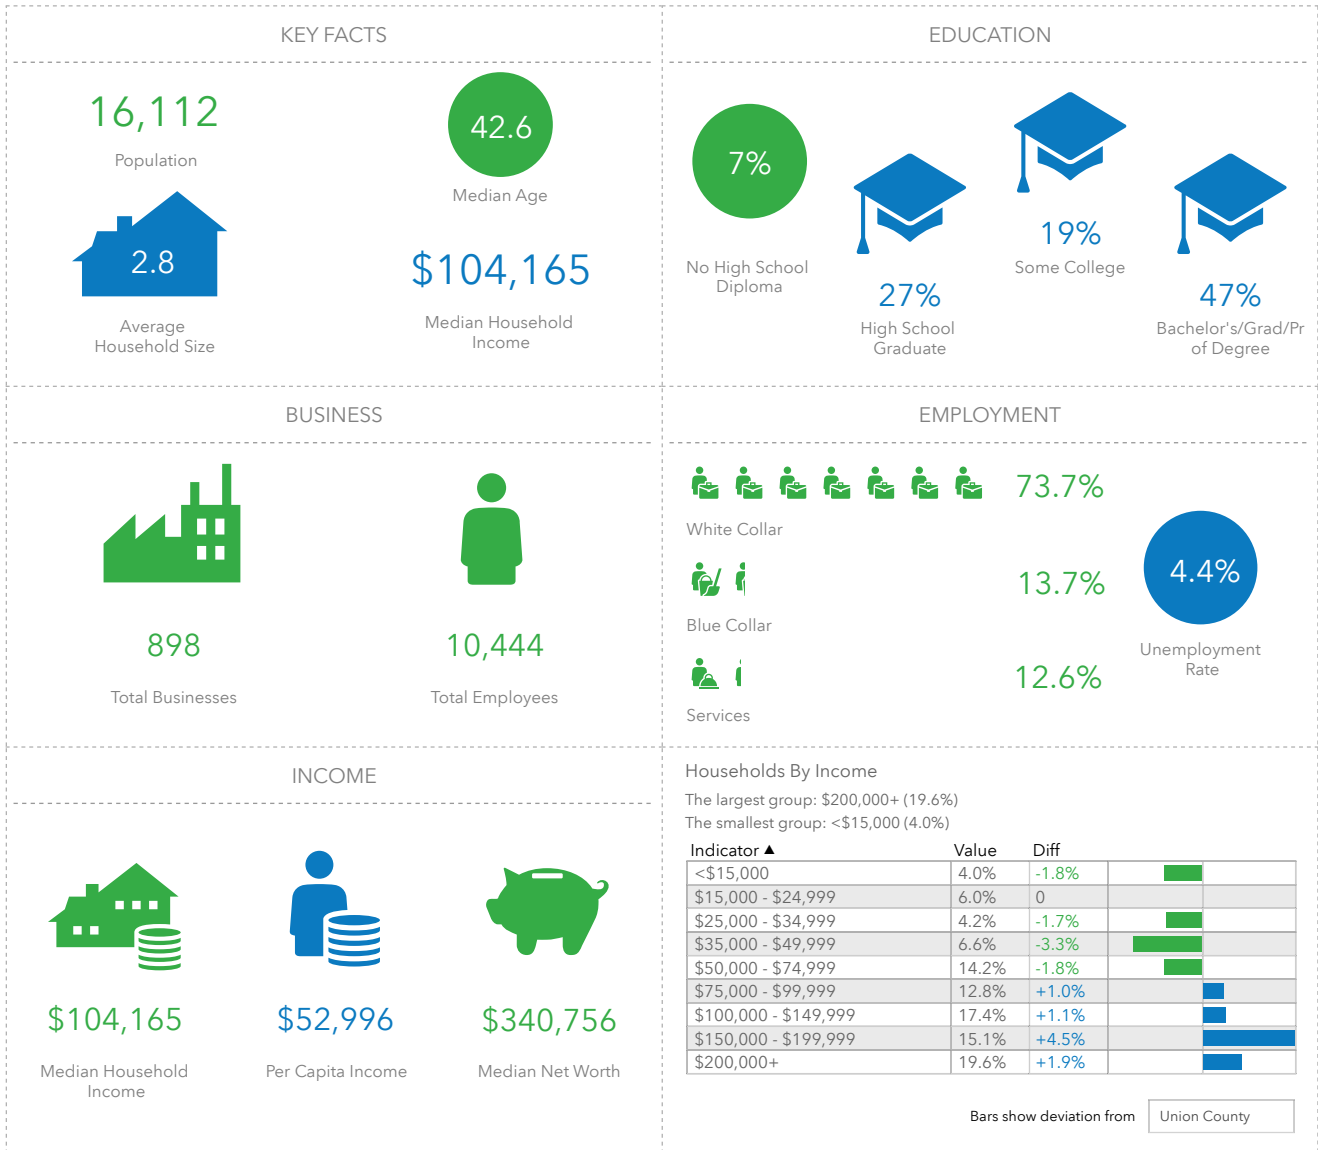 KEY FACTS
16,112
Population
42.6
Median Age
2.8
Average
Household Size
$104,165
Median Household
Income
EDUCATION
7%
No High School
Diploma
27%
High School
Graduate
19%
Some College
47%
Bachelor's/Grad/Pr
of Degree
BUSINESS
898
Total Businesses
10,444
Total Employees
EMPLOYMENT
73.7%
White Collar
13.7%
Blue Collar
12.6%
Services
4.4%
Unemployment
Rate
INCOME
$104,165
Median Household
Income
$52,996
Per Capita Income
$340,756
Median Net Worth
Households By Income
The largest group: $200,000+ (19.6%)
The smallest group: <$15,000 (4.0%)
Indicator ▲ Value Diff
<$15,000 4.0% -1.8%
$15,000 - $24,999 6.0% 0
$25,000 - $34,999 4.2% -1.7%
$35,000 - $49,999 6.6% -3.3%
$50,000 - $74,999 14.2% -1.8%
$75,000 - $99,999 12.8% +1.0%
$100,000 - $149,999 17.4% +1.1%
$150,000 - $199,999 15.1% +4.5%
$200,000+ 19.6% +1.9%
Bars show deviation from Union County